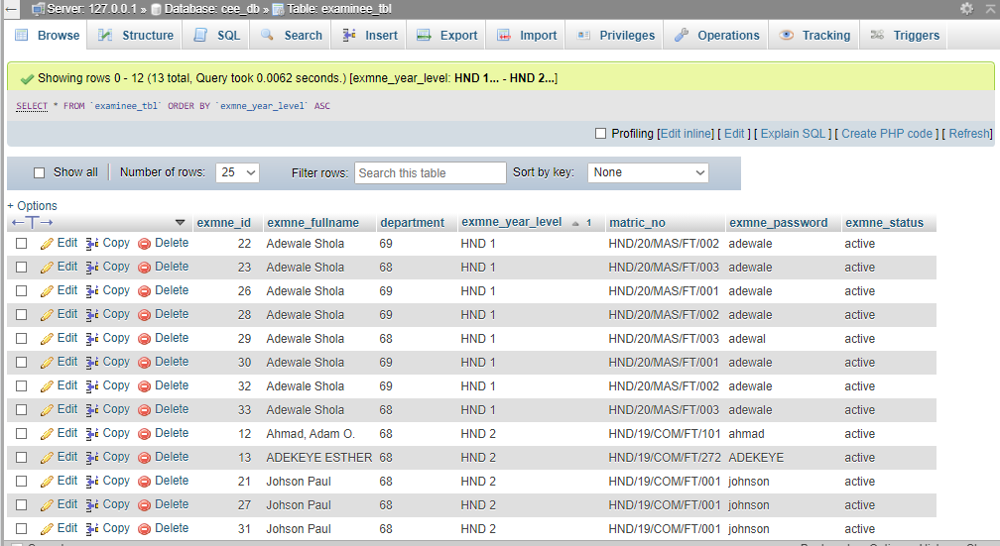 Server: 127.0.0.1 » Database: cee_db » Table: examinee_tbl
Browse Structure SQL Search Insert Export Import Privileges Operations Tracking Triggers
Showing rows 0 - 12 (13 total, Query took 0.0062 seconds.) [exmne_year_level: HND 1... - HND 2...]
SELECT * FROM `examinee_tbl` ORDER BY `exmne_year_level` ASC
Profiling [Edit inline] [ Edit ] [ Explain SQL ] [ Create PHP code ] [ Refresh]
Show all Number of rows: 25 Filter rows: Search this table Sort by key: None
+ Options
←T→ exmne_id exmne_fullname department exmne_year_level 1 matric_no exmne_password exmne_status
Edit Copy Delete 22 Adewale Shola 69 HND 1 HND/20/MAS/FT/002 adewale active
Edit Copy Delete 23 Adewale Shola 68 HND 1 HND/20/MAS/FT/003 adewale active
Edit Copy Delete 26 Adewale Shola 69 HND 1 HND/20/MAS/FT/001 adewale active
Edit Copy Delete 28 Adewale Shola 69 HND 1 HND/20/MAS/FT/002 adewale active
Edit Copy Delete 29 Adewale Shola 68 HND 1 HND/20/MAS/FT/003 adewal active
Edit Copy Delete 30 Adewale Shola 69 HND 1 HND/20/MAS/FT/001 adewale active
Edit Copy Delete 32 Adewale Shola 69 HND 1 HND/20/MAS/FT/002 adewale active
Edit Copy Delete 33 Adewale Shola 68 HND 1 HND/20/MAS/FT/003 adewale active
Edit Copy Delete 12 Ahmad, Adam O. 68 HND 2 HND/19/COM/FT/101 ahmad active
Edit Copy Delete 13 ADEKEYE ESTHER 68 HND 2 HND/19/COM/FT/272 ADEKEYE active
Edit Copy Delete 21 Johson Paul 68 HND 2 HND/19/COM/FT/001 johnson active
Edit Copy Delete 27 Johson Paul 68 HND 2 HND/19/COM/FT/001 johnson active
Edit Copy Delete 31 Johson Paul 68 HND 2 HND/19/COM/FT/001 johnson active